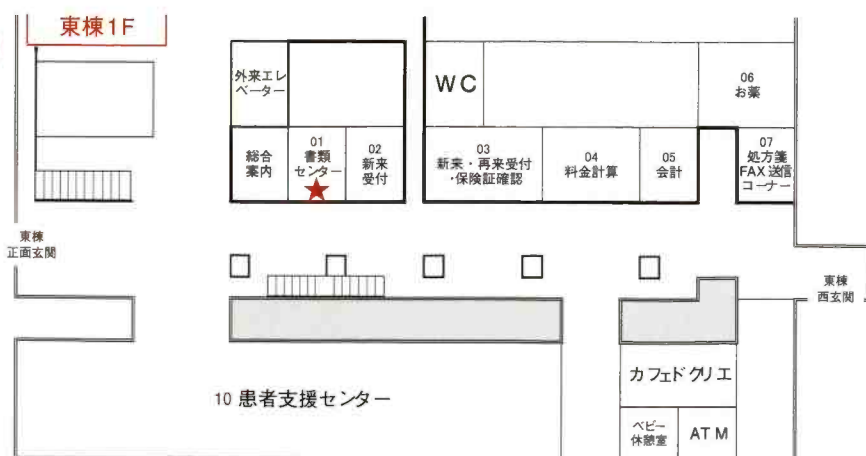 東棟1F
外来エレ
ベーター
WC
06
お薬
総合
案内
01
書類
センター
02
新来
受付
03
新来・再来受付
・保険証確認
04
料金計算
05
会計
07
処方箋
FAX送信
コーナー
東棟
正面玄関
東棟
西玄関
10 患者支援センター
カフェド クリエ
ベビー
休憩室
ATM